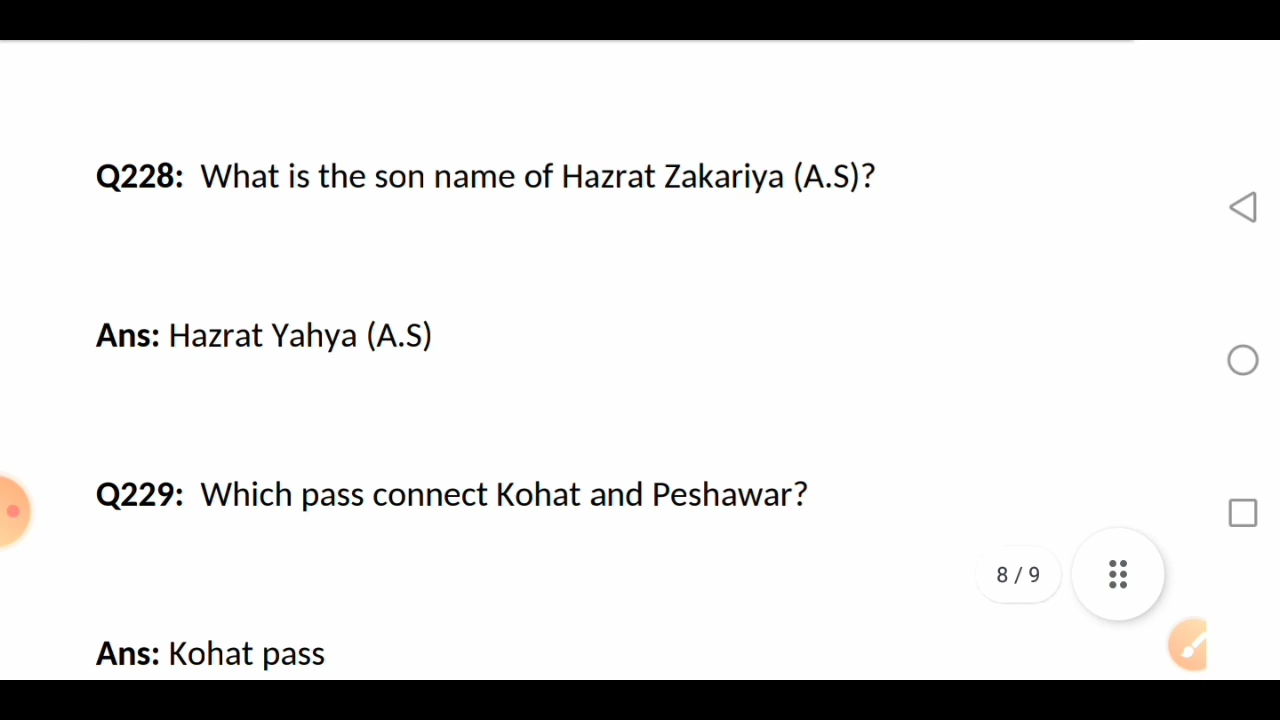 Q228: What is the son name of Hazrat Zakariya (A.S)?
Ans: Hazrat Yahya (A.S)
Q229: Which pass connect Kohat and Peshawar?
8 / 9
Ans: Kohat pass